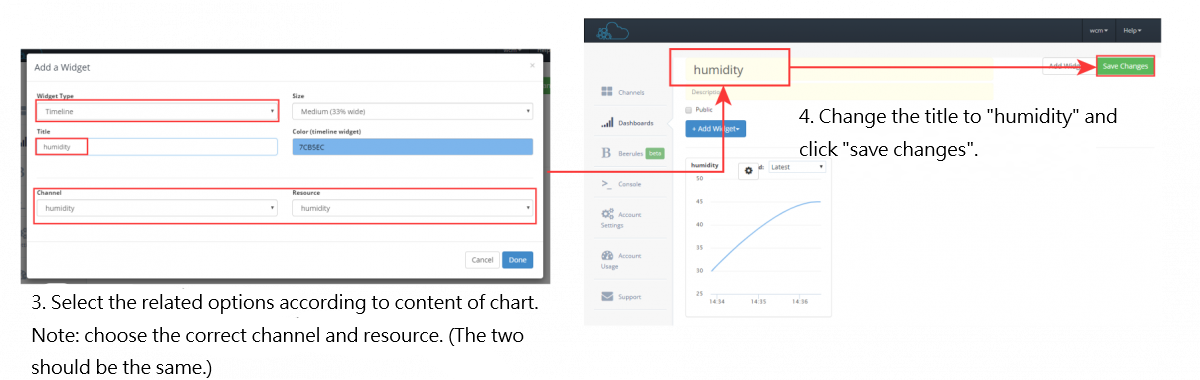 Add a Widget
×
Widget Type
Size
Timeline
Medium (33% wide)
Title
Color (timeline widget)
humidity
7CB5EC
Channel
Resource
humidity
humidity
Cancel
Done
3. Select the related options according to content of chart.
Note: choose the correct channel and resource. (The two
should be the same.)
wcm
Help
humidity
Add Widget
Save Changes
Channels
Public
Dashboards
+ Add Widget
Beerules beta
Console
Account
Settings
Account
Usage
Support
humidity
d: Latest
50
45
40
35
30
25
14:54
14:55
14:56
4. Change the title to "humidity" and
click "save changes".